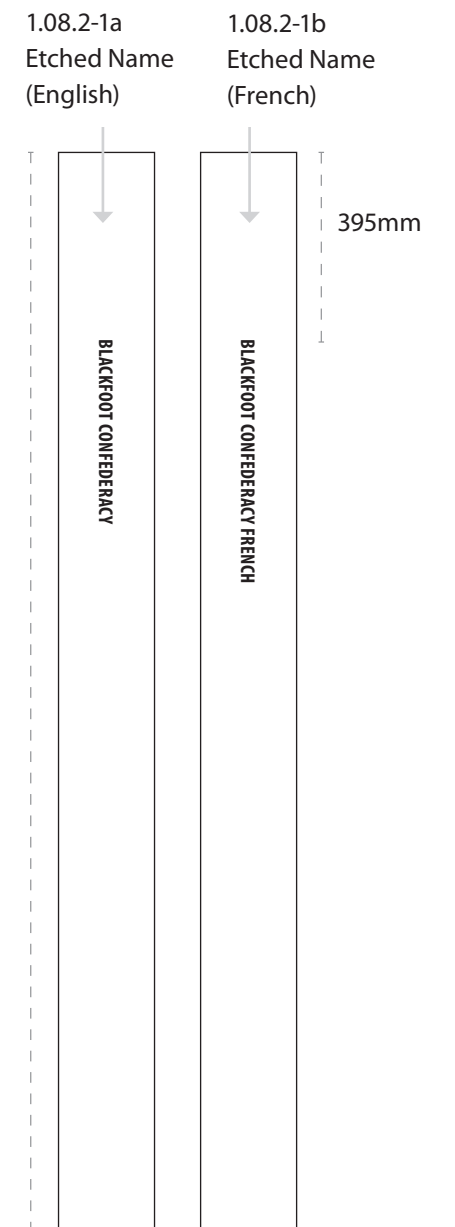 1.08.2-1a
Etched Name
(English)
1.08.2-1b
Etched Name
(French)
395mm
BLACKFOOT CONFEDERACY
BLACKFOOT CONFEDERACY FRENCH